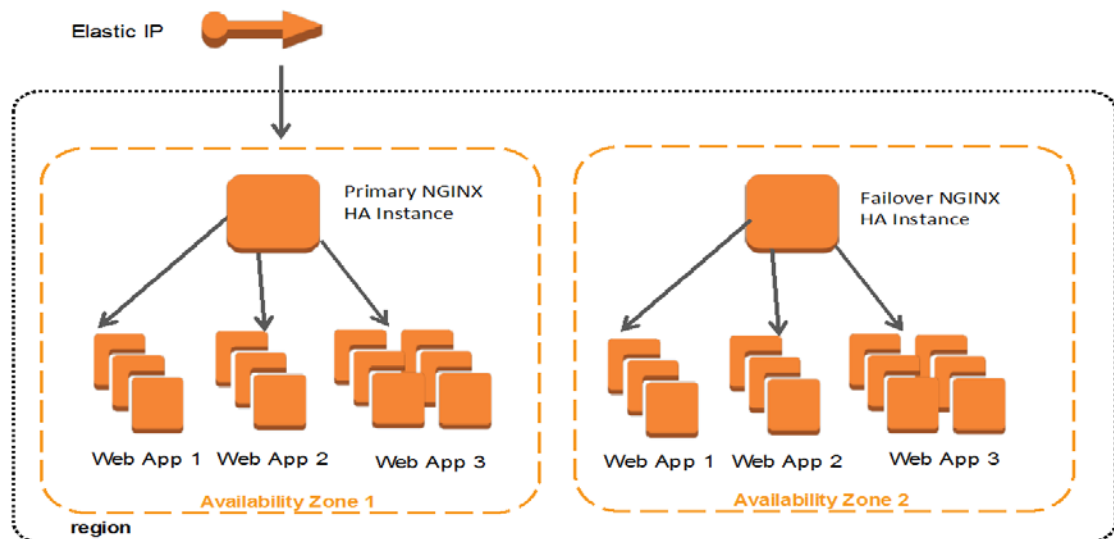 Elastic IP
Primary NGINX
HA Instance
Failover NGINX
HA Instance
Web App 1
Web App 2
Web App 3
Web App 1
Web App 2
Web App 3
Availability Zone 1
Availability Zone 2
region